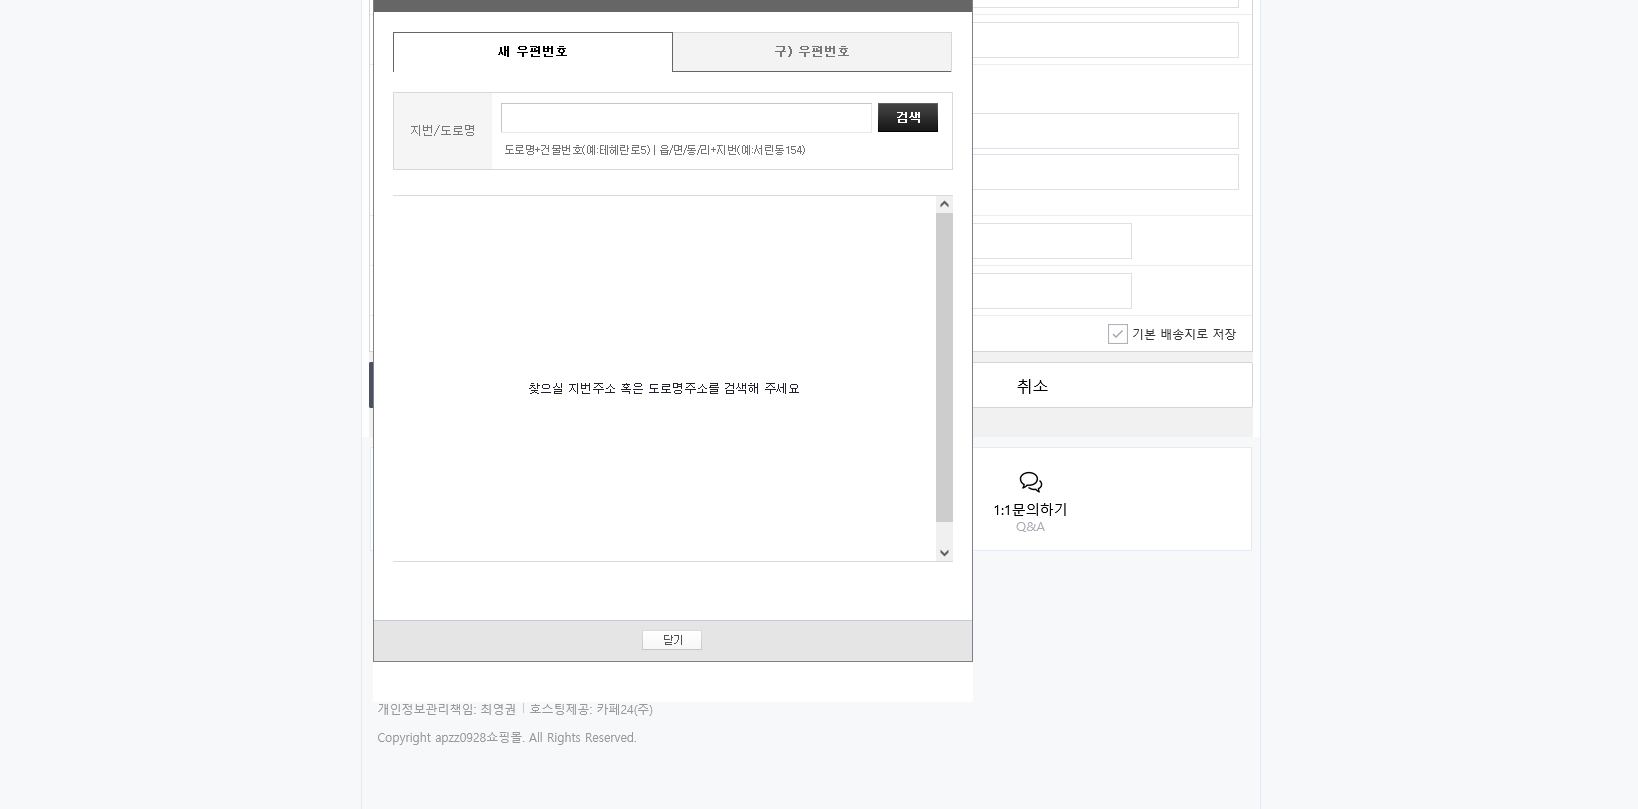 새 우편번호
구) 우편번호
지번/도로명
검색
도로명+건물번호(예:테헤란로5) | 읍/면/동/리+지번(예:서린동154)
찾으실 지번주소 혹은 도로명주소를 검색해 주세요
닫기
기본 배송지로 저장
취소
1:1문의하기
Q&A
개인정보관리책임: 최영권 | 호스팅제공: 카페24(주)
Copyright apzz0928쇼핑몰. All Rights Reserved.